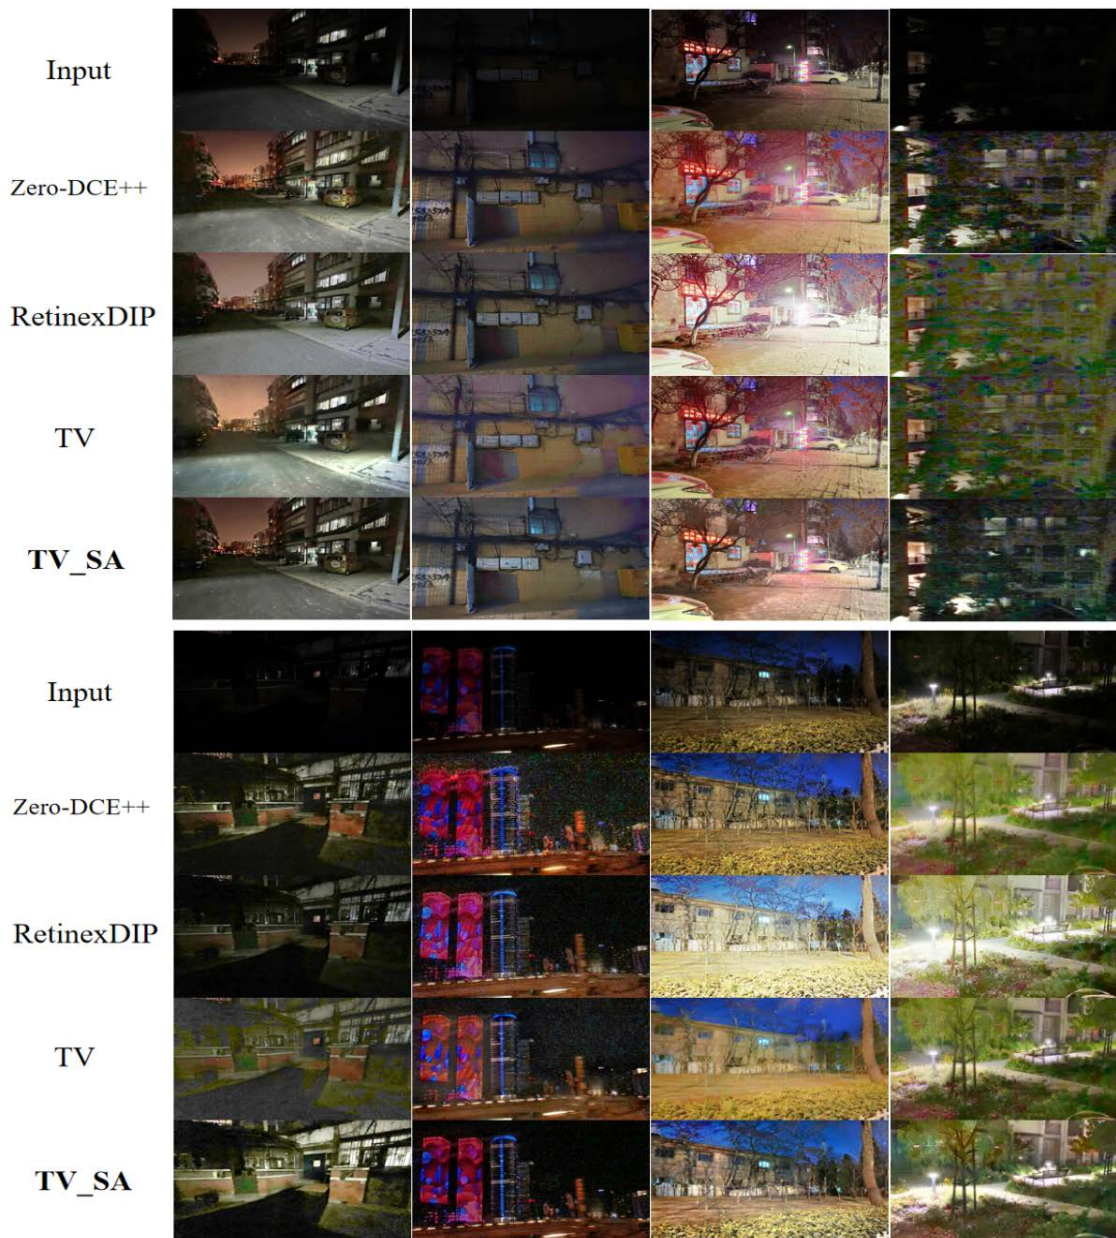 Input
Zero-DCE++
RetinexDIP
TV
TV_SA
Input
Zero-DCE++
RetinexDIP
TV
TV_SA